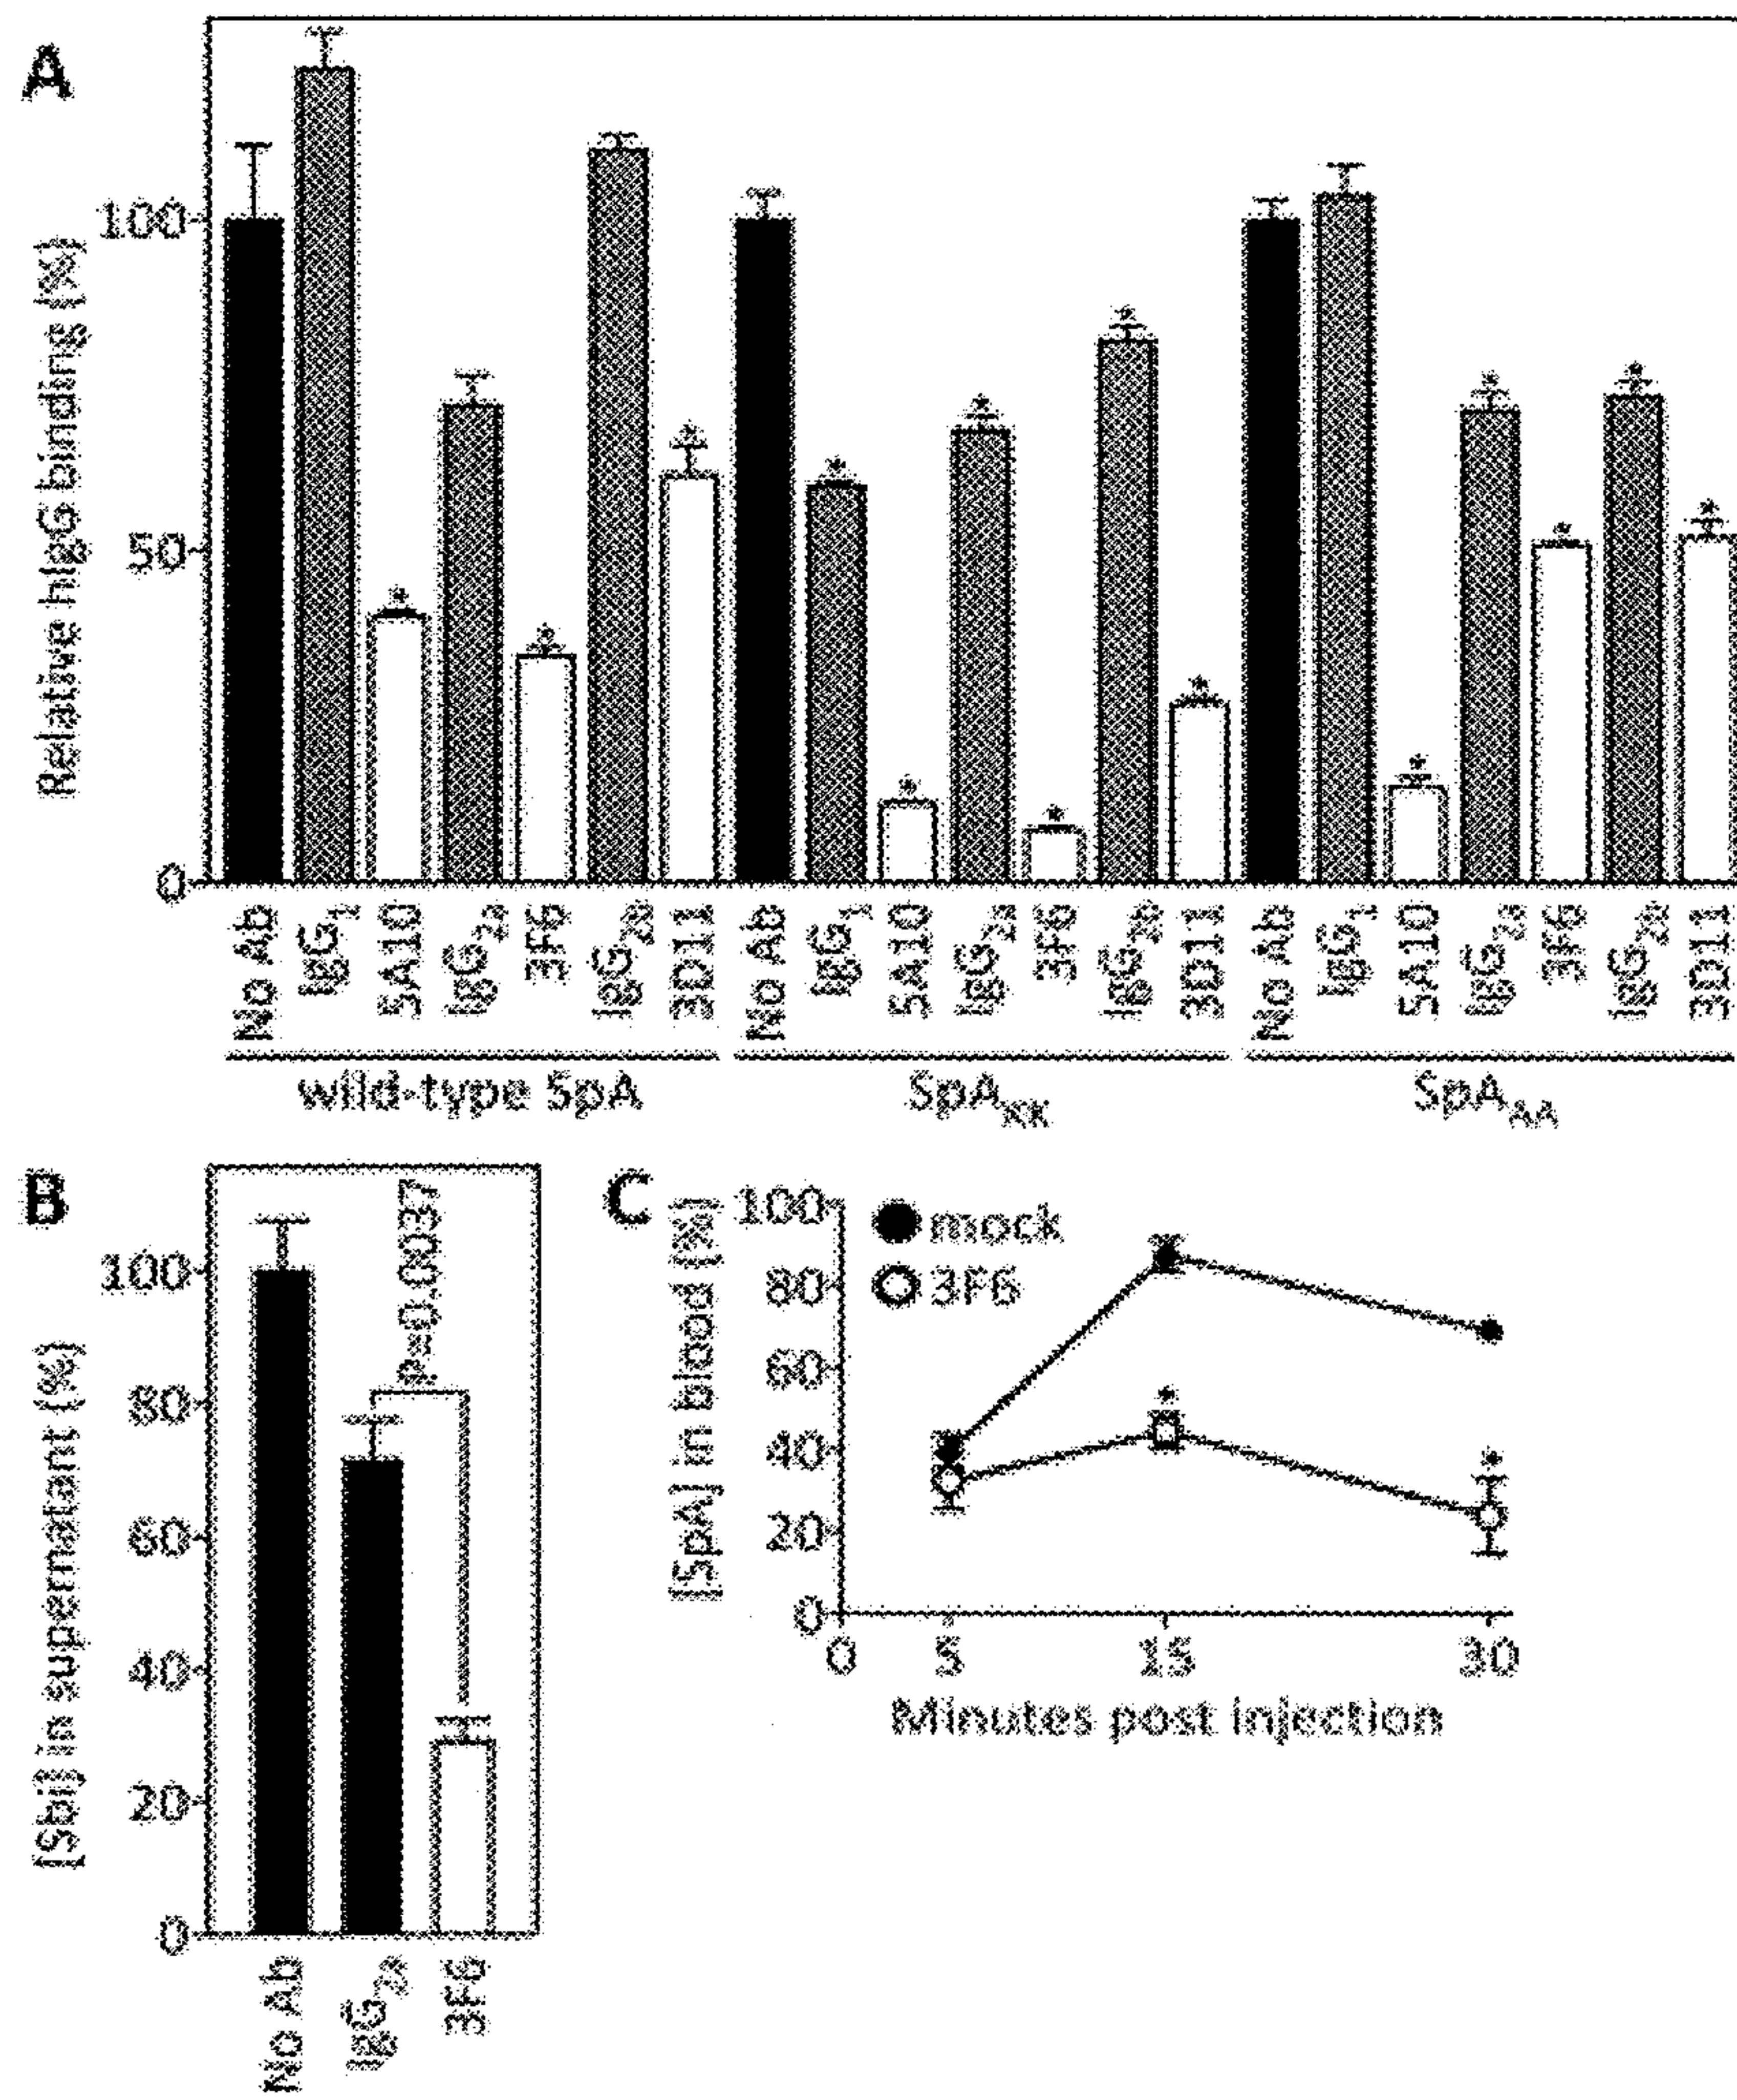 A
Relative hIgG binding (%)
100
50
0
No Ab
IgG1
5A10
IgG2a
3F6
IgG2b
3D11
No Ab
IgG1
5A10
IgG2a
3F6
IgG2b
3D11
No Ab
IgG1
5A10
IgG2a
3F6
IgG2b
3D11
wild-type SpA
SpAKK
SpAAA
B
[Sbi] in supernatant (%)
100
80
60
40
20
0
P=0.0037
No Ab
IgG2a
3F6
C
[SpA] in blood (%)
100
80
60
40
20
0
mock
3F6
0
5
15
30
Minutes post injection